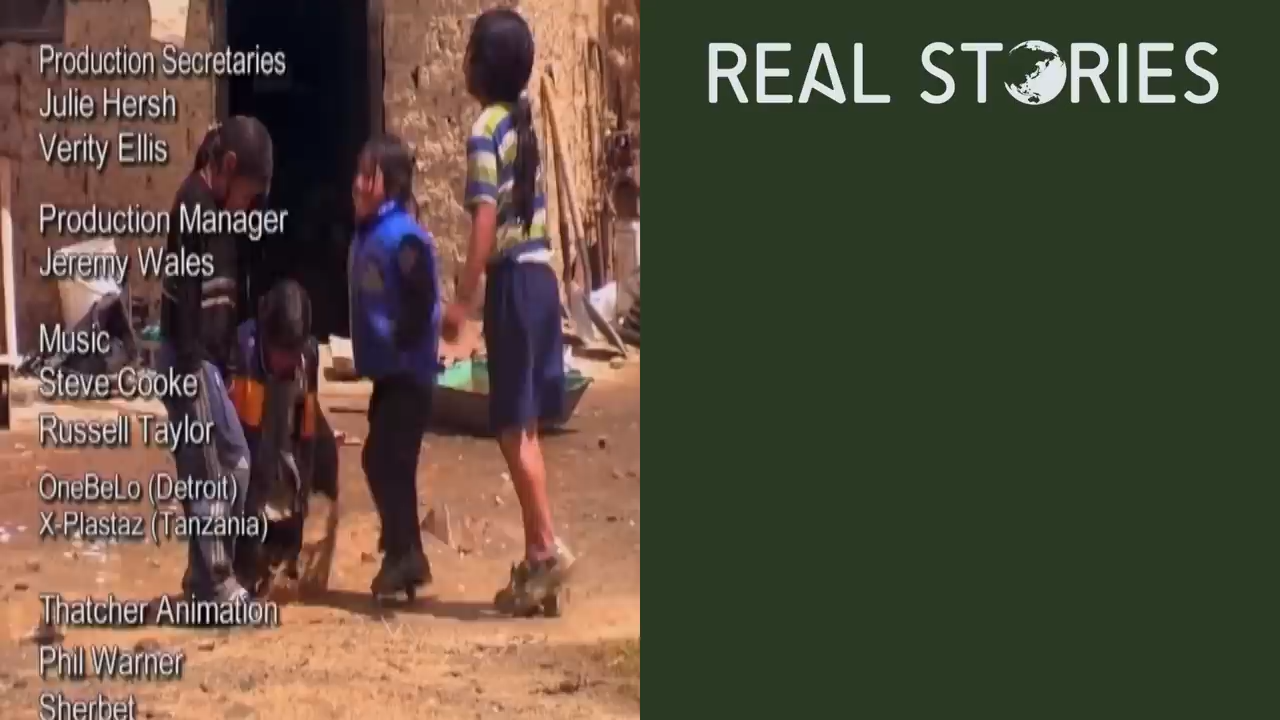 Production Secretaries
Julie Hersh
Verity Ellis
Production Manager
Jeremy Wales
Music
Steve Cooke
Russell Taylor
OneBeLo (Detroit)
X-Plastaz (Tanzania)
Thatcher Animation
Phil Warner
Sherbet
REAL STORIES